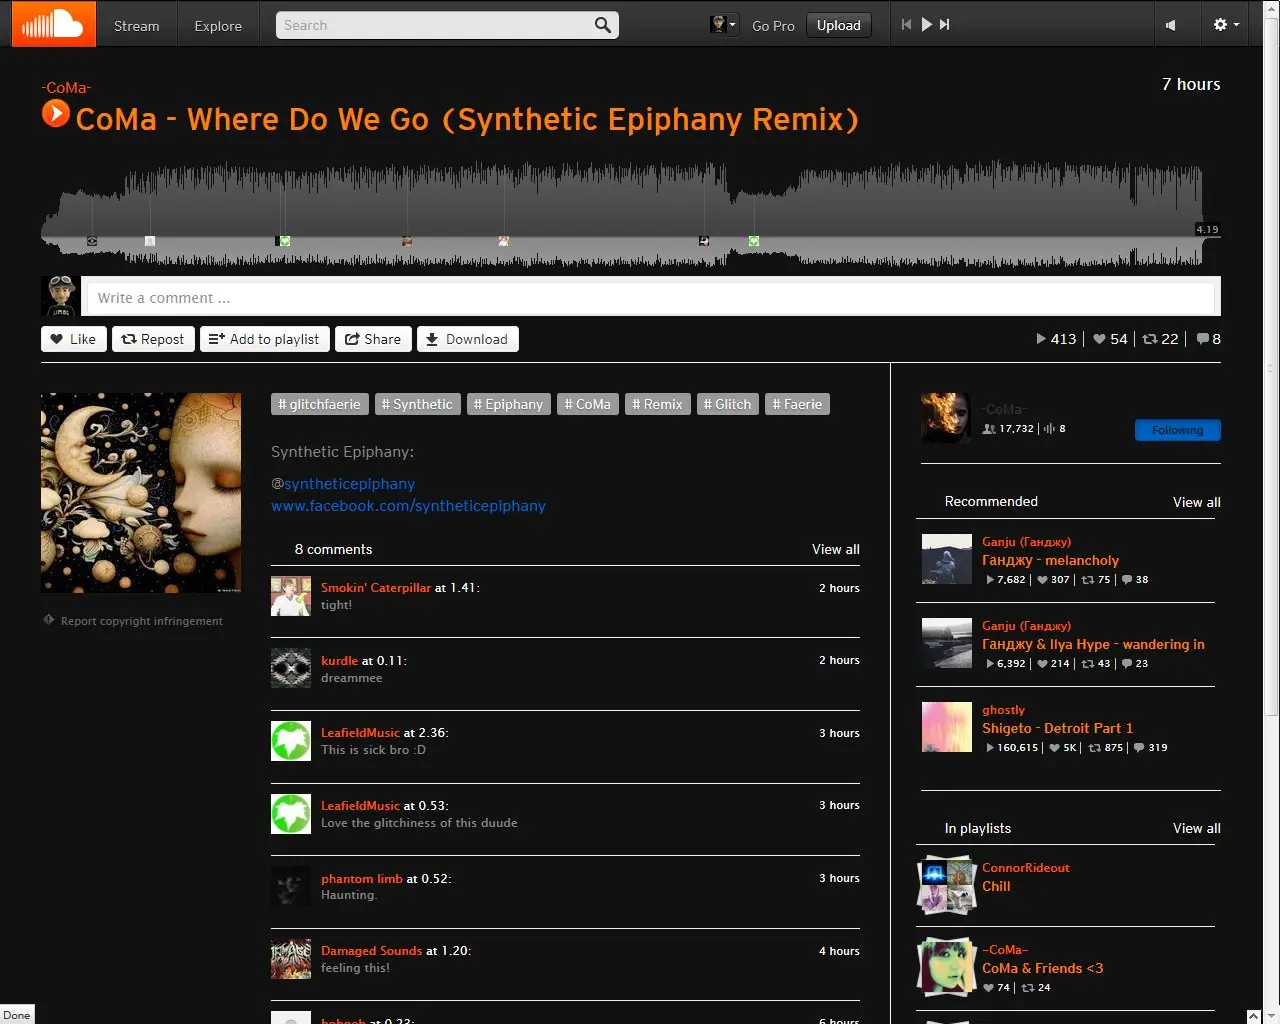 Stream
Explore
Search
Go Pro
Upload
-CoMa-
7 hours
CoMa - Where Do We Go (Synthetic Epiphany Remix)
4.19
Write a comment ...
Like
Repost
Add to playlist
Share
Download
413
54
22
8
# glitchfaerie
# Synthetic
# Epiphany
# CoMa
# Remix
# Glitch
# Faerie
Synthetic Epiphany:
@syntheticepiphany
www.facebook.com/syntheticepiphany
Report copyright infringement
8 comments
View all
Smokin' Caterpillar at 1.41:
2 hours
tight!
kurdle at 0.11:
2 hours
dreammee
LeafieldMusic at 2.36:
3 hours
This is sick bro :D
LeafieldMusic at 0.53:
3 hours
Love the glitchiness of this duude
phantom limb at 0.52:
3 hours
Haunting.
Damaged Sounds at 1.20:
4 hours
feeling this!
-CoMa-
17,732
8
Following
Recommended
View all
Ganju (Ганджу)
Ганджу - melancholy
7,682
307
75
38
Ganju (Ганджу)
Ганджу & Ilya Hype - wandering in
6,392
214
43
23
ghostly
Shigeto - Detroit Part 1
160,615
5K
875
319
In playlists
View all
ConnorRideout
Chill
-CoMa-
CoMa & Friends <3
74
24
Done